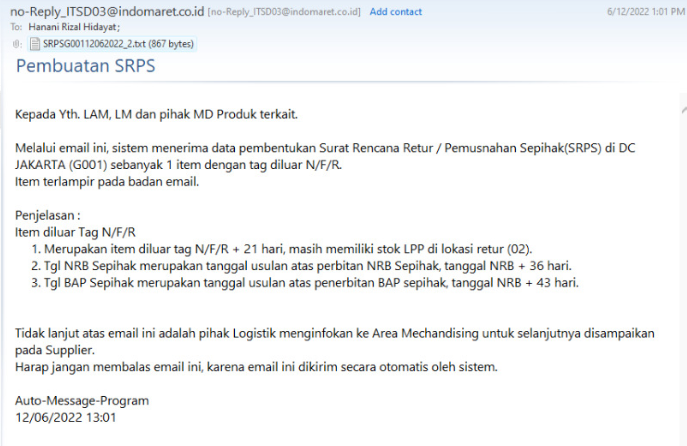 no-Reply_ITSD03@indomaret.co.id [no-Reply_ITSD03@indomaret.co.id] Add contact 6/12/2022 1:01 PM
To: Hanani Rizal Hidayat;
SRPSG00112062022_2.txt (867 bytes)
Pembuatan SRPS
Kepada Yth. LAM, LM dan pihak MD Produk terkait.
Melalui email ini, sistem menerima data pembentukan Surat Rencana Retur / Pemusnahan Sepihak(SRPS) di DC
JAKARTA (G001) sebanyak 1 item dengan tag diluar N/F/R.
Item terlampir pada badan email.
Penjelasan :
Item diluar Tag N/F/R
1. Merupakan item diluar tag N/F/R + 21 hari, masih memiliki stok LPP di lokasi retur (02).
2. Tgl NRB Sepihak merupakan tanggal usulan atas perbitan NRB Sepihak, tanggal NRB + 36 hari.
3. Tgl BAP Sepihak merupakan tanggal usulan atas penerbitan BAP sepihak, tanggal NRB + 43 hari.
Tidak lanjut atas email ini adalah pihak Logistik menginfokan ke Area Mechandising untuk selanjutnya disampaikan
pada Supplier.
Harap jangan membalas email ini, karena email ini dikirim secara otomatis oleh sistem.
Auto-Message-Program
12/06/2022 13:01